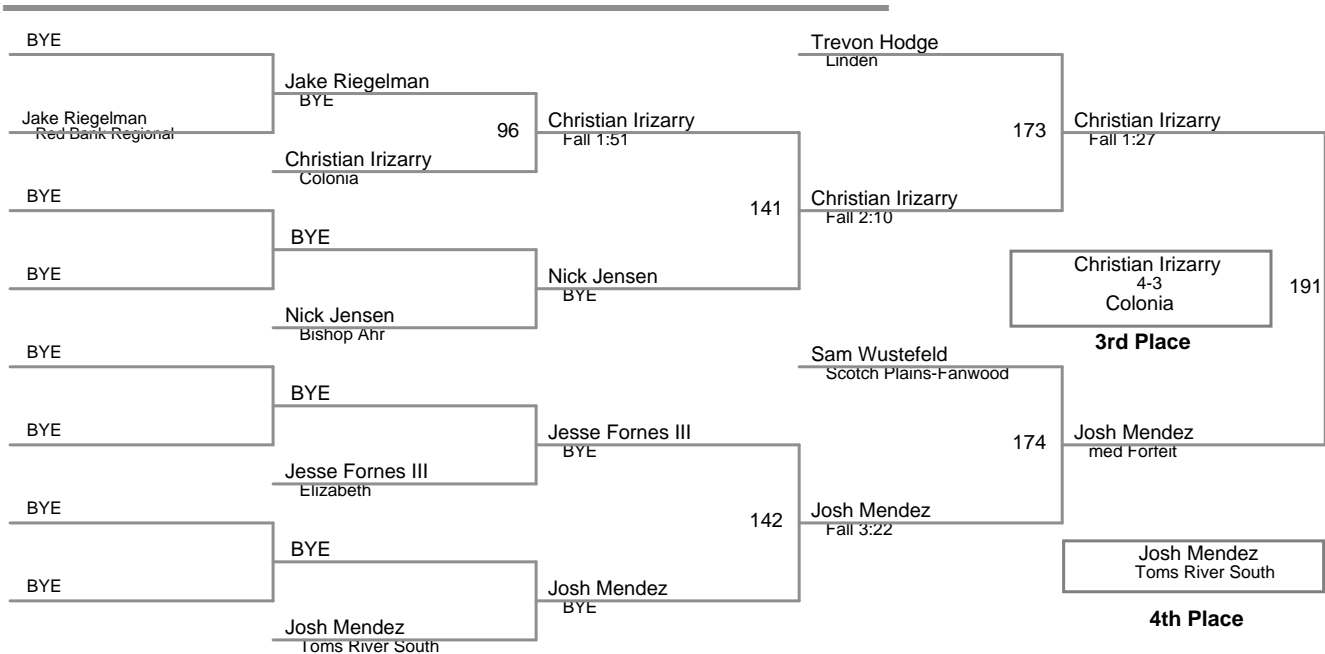 BYE
Jake Riegelman
Red Bank Regional
BYE
BYE
BYE
BYE
BYE
BYE
Jake Riegelman
BYE
Christian Irizarry
Colonia
BYE
Nick Jensen
Bishop Ahr
BYE
Jesse Fornes III
Elizabeth
BYE
Josh Mendez
Toms River South
96
Christian Irizarry
Fall 1:51
Nick Jensen
BYE
Jesse Fornes III
BYE
Josh Mendez
BYE
141
142
Trevon Hodge
Linden
Christian Irizarry
Fall 2:10
Sam Wustefeld
Scotch Plains-Fanwood
Josh Mendez
Fall 3:22
173
174
Christian Irizarry
Fall 1:27
Josh Mendez
med Forfeit
191
Christian Irizarry
4-3
Colonia
3rd Place
Josh Mendez
Toms River South
4th Place